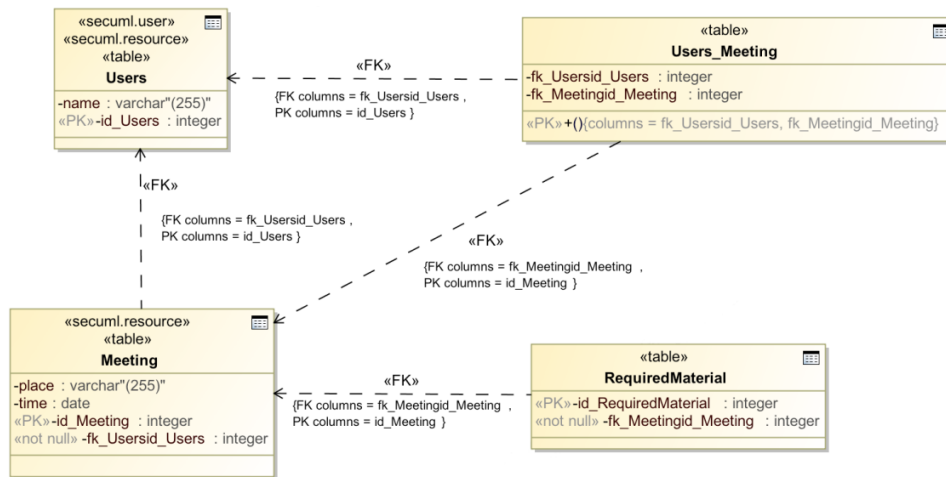 «secuml.user»
«secuml.resource»
«table»
Users
-name : varchar"(255)"
«PK»-id_Users : integer
«table»
Users_Meeting
-fk_Usersid_Users : integer
-fk_Meetingid_Meeting : integer
«PK»+(){columns = fk_Usersid_Users, fk_Meetingid_Meeting}
«FK»
{FK columns = fk_Usersid_Users ,
PK columns = id_Users }
«FK»
{FK columns = fk_Usersid_Users ,
PK columns = id_Users }
«FK»
{FK columns = fk_Meetingid_Meeting ,
PK columns = id_Meeting }
«secuml.resource»
«table»
Meeting
-place : varchar"(255)"
-time : date
«PK»-id_Meeting : integer
«not null» -fk_Usersid_Users : integer
«FK»
{FK columns = fk_Meetingid_Meeting ,
PK columns = id_Meeting }
«table»
RequiredMaterial
«PK»-id_RequiredMaterial : integer
«not null» -fk_Meetingid_Meeting : integer